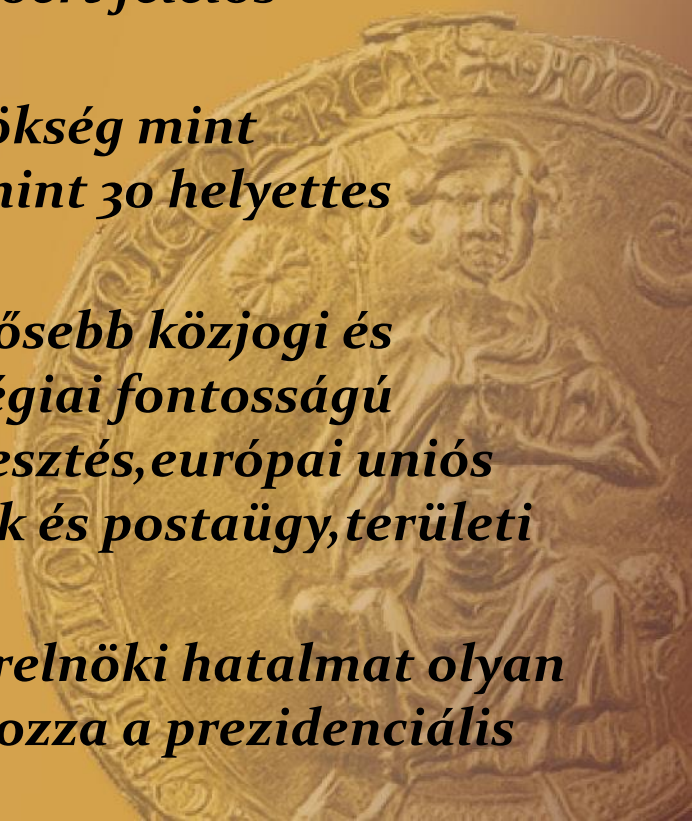 ökség mint
mint 30 helyettes
ősebb közjogi és
égiai fontosságú
esztés,európai uniós
k és postaügy,területi
relnöki hatalmat olyan
ozza a prezidenciális